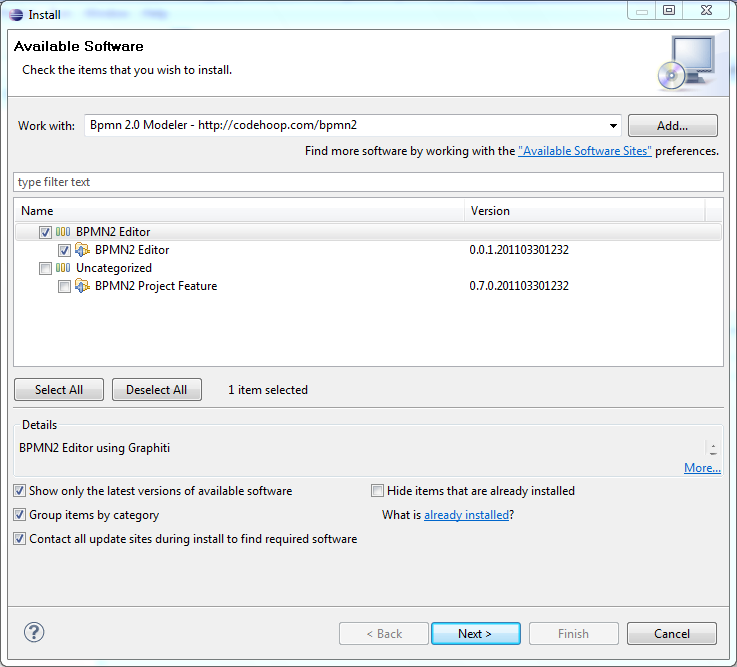 Install
Available Software
Check the items that you wish to install.
Work with: Bpmn 2.0 Modeler - http://codehoop.com/bpmn2 Add...
Find more software by working with the "Available Software Sites" preferences.
type filter text
Name Version
BPMN2 Editor
BPMN2 Editor 0.0.1.201103301232
Uncategorized
BPMN2 Project Feature 0.7.0.201103301232
Select All Deselect All 1 item selected
Details
BPMN2 Editor using Graphiti
More...
Show only the latest versions of available software Hide items that are already installed
Group items by category What is already installed?
Contact all update sites during install to find required software
? < Back Next > Finish Cancel